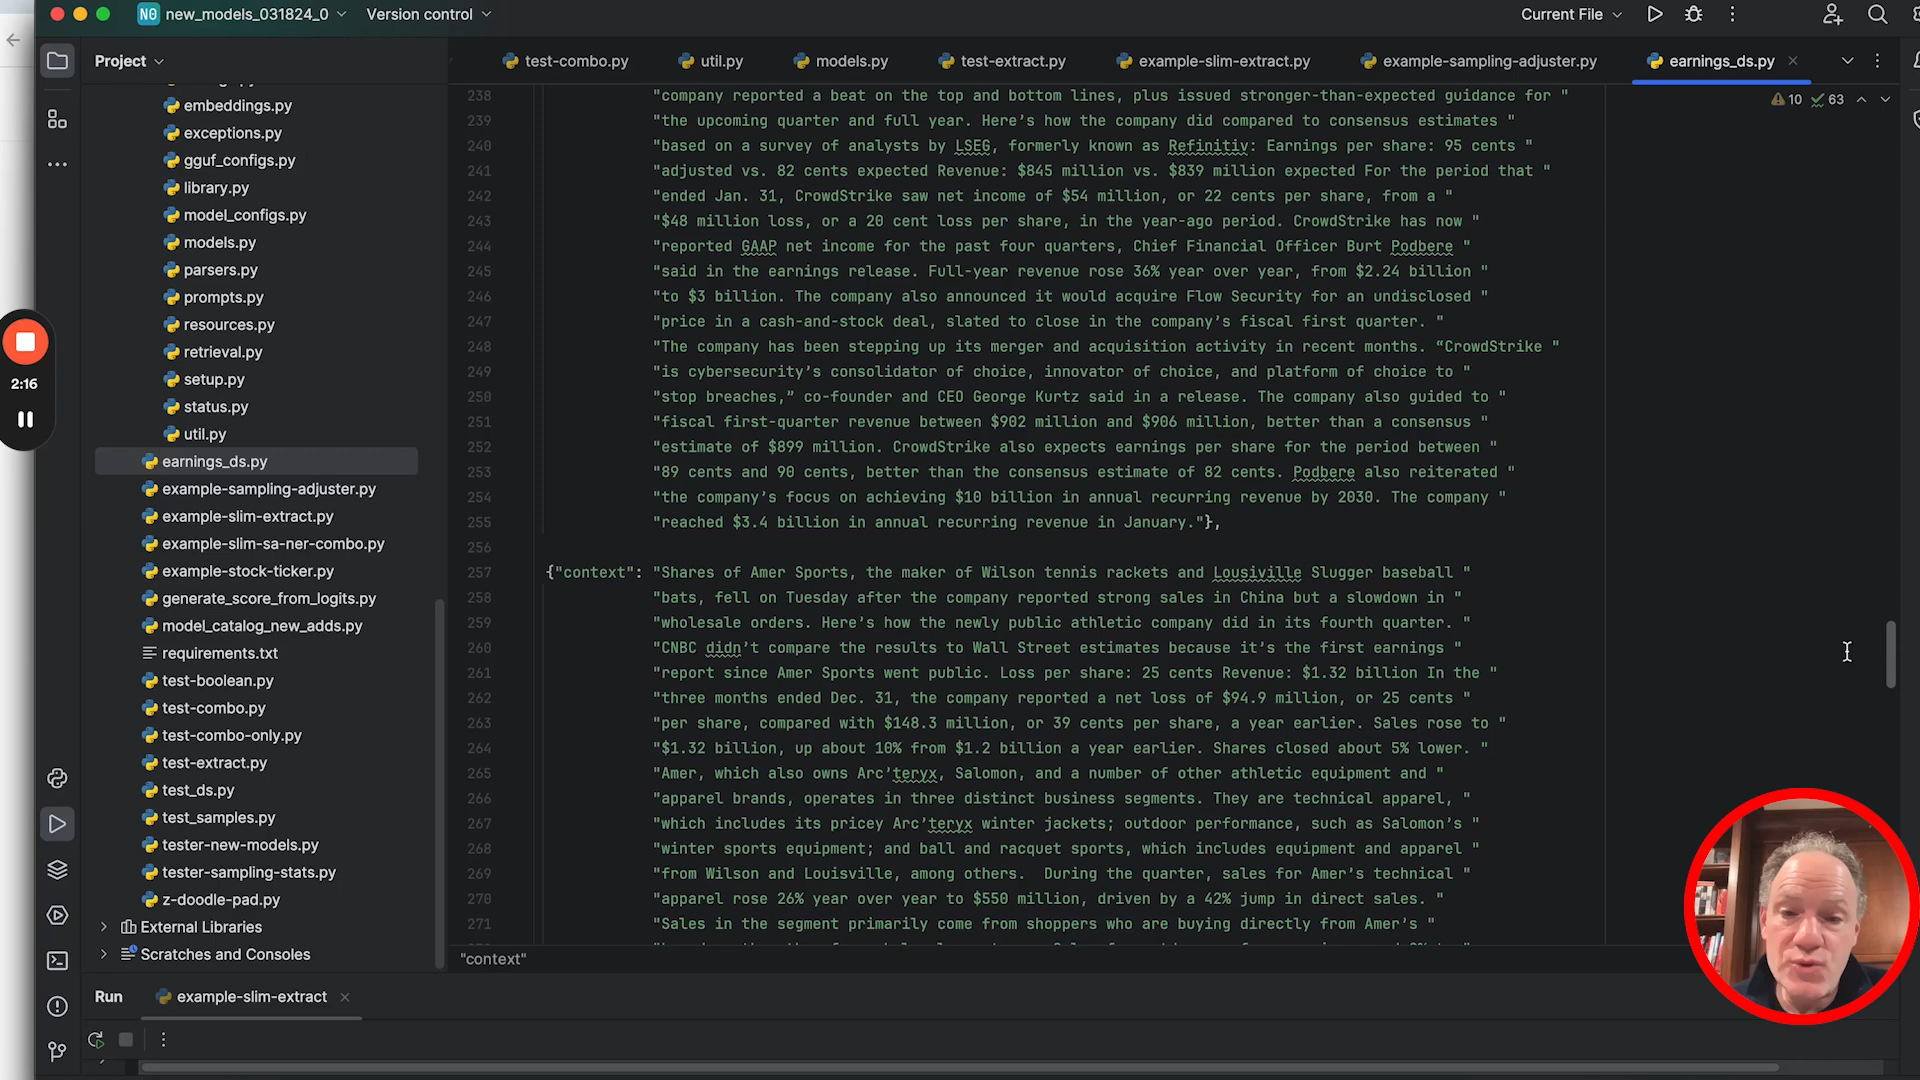 N0 new_models_031824_0 Version control Current File
Project
test-combo.py util.py models.py test-extract.py example-slim-extract.py example-sampling-adjuster.py earnings_ds.py
10 63
embeddings.py
exceptions.py
gguf_configs.py
library.py
model_configs.py
models.py
parsers.py
prompts.py
resources.py
retrieval.py
setup.py
status.py
util.py
earnings_ds.py
example-sampling-adjuster.py
example-slim-extract.py
example-slim-sa-ner-combo.py
example-stock-ticker.py
generate_score_from_logits.py
model_catalog_new_adds.py
requirements.txt
test-boolean.py
test-combo.py
test-combo-only.py
test-extract.py
test_ds.py
test_samples.py
tester-new-models.py
tester-sampling-stats.py
z-doodle-pad.py
External Libraries
Scratches and Consoles
2:16
238 "company reported a beat on the top and bottom lines, plus issued stronger-than-expected guidance for "
239 "the upcoming quarter and full year. Here's how the company did compared to consensus estimates "
240 "based on a survey of analysts by LSEG, formerly known as Refinitiv: Earnings per share: 95 cents "
241 "adjusted vs. 82 cents expected Revenue: $845 million vs. $839 million expected For the period that "
242 "ended Jan. 31, CrowdStrike saw net income of $54 million, or 22 cents per share, from a "
243 "$48 million loss, or a 20 cent loss per share, in the year-ago period. CrowdStrike has now "
244 "reported GAAP net income for the past four quarters, Chief Financial Officer Burt Podbere "
245 "said in the earnings release. Full-year revenue rose 36% year over year, from $2.24 billion "
246 "to $3 billion. The company also announced it would acquire Flow Security for an undisclosed "
247 "price in a cash-and-stock deal, slated to close in the company's fiscal first quarter. "
248 "The company has been stepping up its merger and acquisition activity in recent months. “CrowdStrike "
249 "is cybersecurity's consolidator of choice, innovator of choice, and platform of choice to "
250 "stop breaches,” co-founder and CEO George Kurtz said in a release. The company also guided to "
251 "fiscal first-quarter revenue between $902 million and $906 million, better than a consensus "
252 "estimate of $899 million. CrowdStrike also expects earnings per share for the period between "
253 "89 cents and 90 cents, better than the consensus estimate of 82 cents. Podbere also reiterated "
254 "the company's focus on achieving $10 billion in annual recurring revenue by 2030. The company "
255 "reached $3.4 billion in annual recurring revenue in January."},
256
257 {"context": "Shares of Amer Sports, the maker of Wilson tennis rackets and Lousiville Slugger baseball "
258 "bats, fell on Tuesday after the company reported strong sales in China but a slowdown in "
259 "wholesale orders. Here's how the newly public athletic company did in its fourth quarter. "
260 "CNBC didn't compare the results to Wall Street estimates because it's the first earnings "
261 "report since Amer Sports went public. Loss per share: 25 cents Revenue: $1.32 billion In the "
262 "three months ended Dec. 31, the company reported a net loss of $94.9 million, or 25 cents "
263 "per share, compared with $148.3 million, or 39 cents per share, a year earlier. Sales rose to "
264 "$1.32 billion, up about 10% from $1.2 billion a year earlier. Shares closed about 5% lower. "
265 "Amer, which also owns Arc'teryx, Salomon, and a number of other athletic equipment and "
266 "apparel brands, operates in three distinct business segments. They are technical apparel, "
267 "which includes its pricey Arc'teryx winter jackets; outdoor performance, such as Salomon's "
268 "winter sports equipment; and ball and racquet sports, which includes equipment and apparel "
269 "from Wilson and Louisville, among others.  During the quarter, sales for Amer's technical "
270 "apparel rose 26% year over year to $550 million, driven by a 42% jump in direct sales. "
271 "Sales in the segment primarily come from shoppers who are buying directly from Amer's "
"context"
Run example-slim-extract